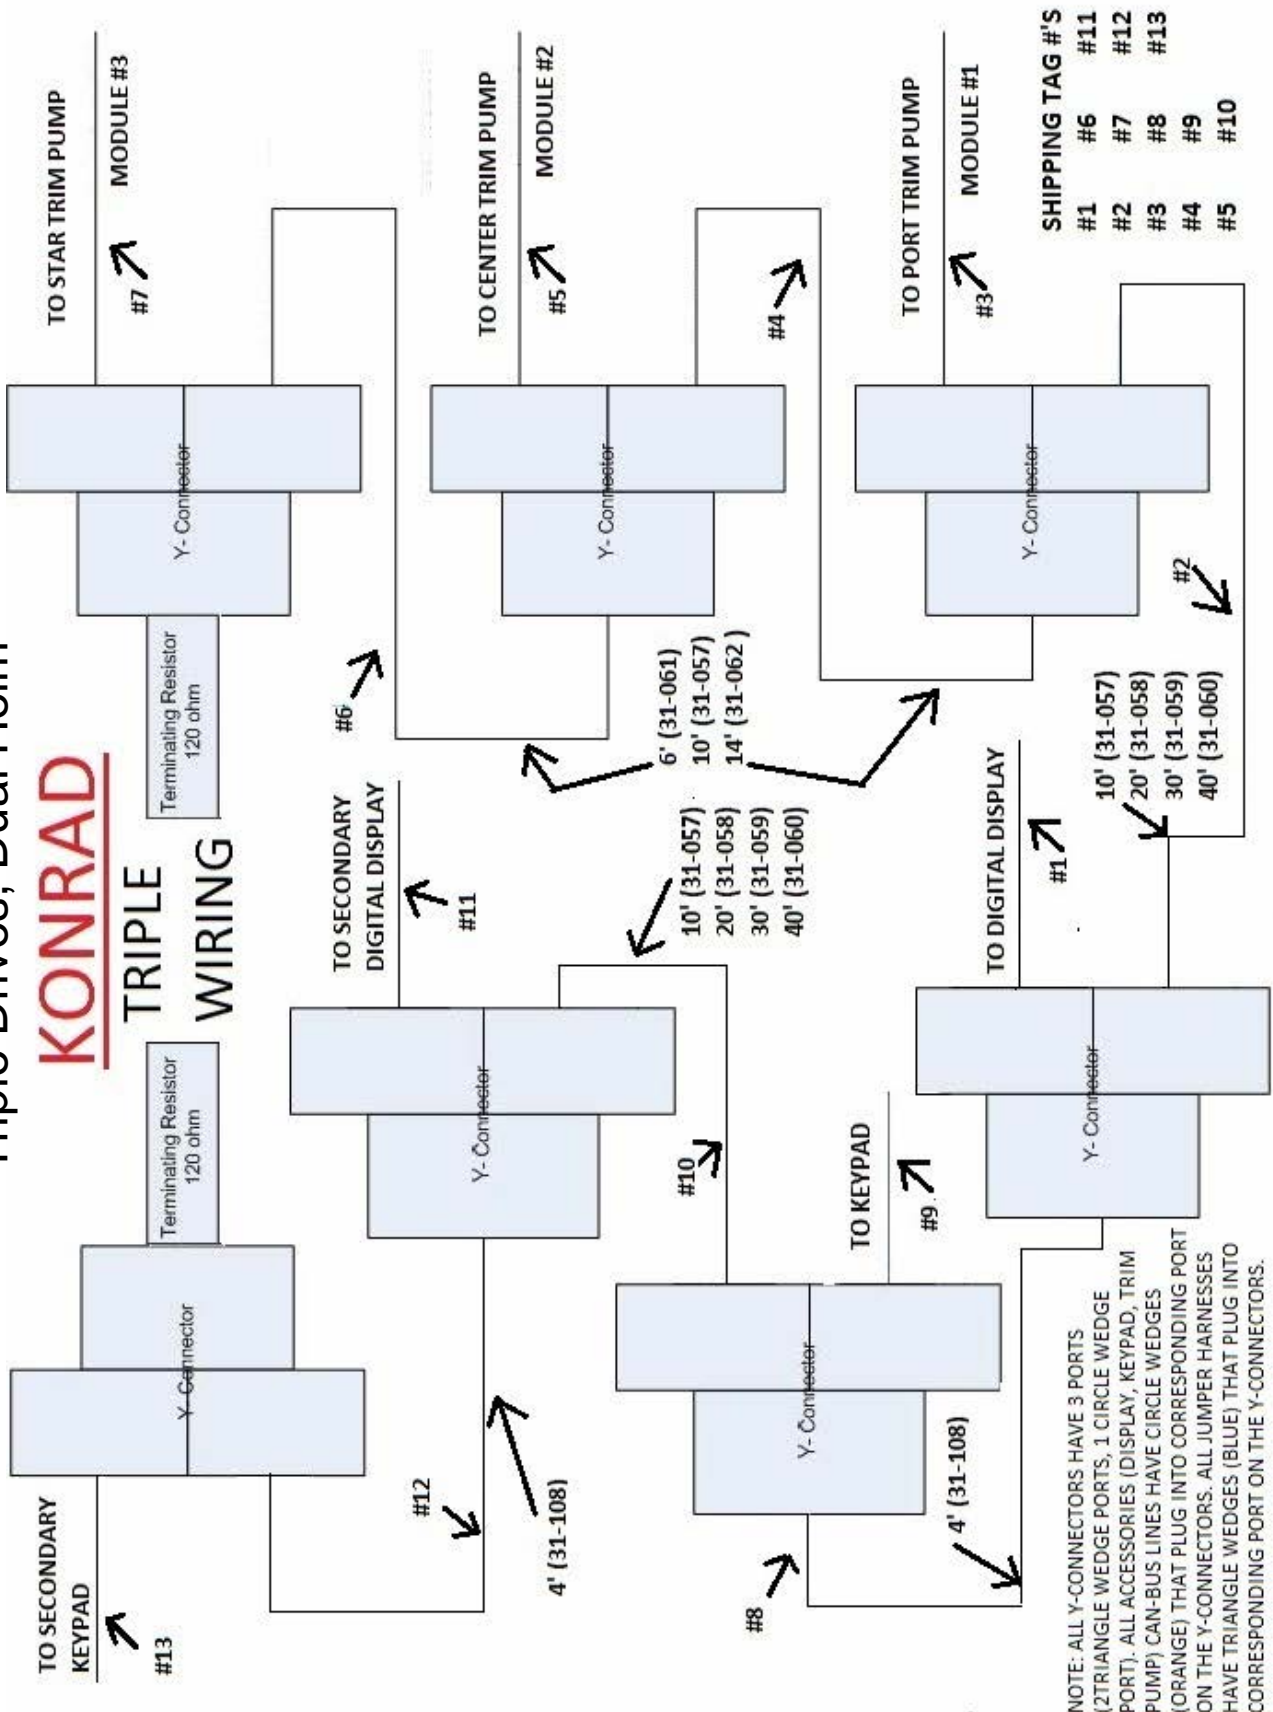 KONRAD
TRIPLE
WIRING
TO SECONDARY
KEYPAD
#13
Y- Connector
Terminating Resistor
120 ohm
Terminating Resistor
120 ohm
Y- Connector
TO STAR TRIM PUMP
MODULE #3
#7
#12
4' (31-108)
Y- Connector
TO SECONDARY
DIGITAL DISPLAY
#11
10' (31-057)
20' (31-058)
30' (31-059)
40' (31-060)
#6
6' (31-061)
10' (31-057)
14' (31-062 )
Y- Connector
TO CENTER TRIM PUMP
MODULE #2
#5
#4
#8
4' (31-108)
Y- Connector
#10
TO KEYPAD
#9
Y- Connector
TO DIGITAL DISPLAY
#1
10' (31-057)
20' (31-058)
30' (31-059)
40' (31-060)
#2
Y- Connector
TO PORT TRIM PUMP
MODULE #1
#3
NOTE: ALL Y-CONNECTORS HAVE 3 PORTS
(2TRIANGLE WEDGE PORTS, 1 CIRCLE WEDGE
PORT). ALL ACCESSORIES (DISPLAY, KEYPAD, TRIM
PUMP) CAN-BUS LINES HAVE CIRCLE WEDGES
(ORANGE) THAT PLUG INTO CORRESPONDING PORT
ON THE Y-CONNECTORS. ALL JUMPER HARNESSES
HAVE TRIANGLE WEDGES (BLUE) THAT PLUG INTO
CORRESPONDING PORT ON THE Y-CONNECTORS.
SHIPPING TAG #'S
#1 #6 #11
#2 #7 #12
#3 #8 #13
#4 #9
#5 #10